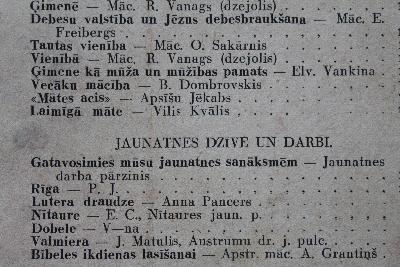 Ģimenē — Māc. R. Vanags (dzejolis) . . . . . .
Debesu valstība un Jēzus debesbraukšana — Māc. E.
Freibergs . . . . . . . . . . . . .
Tautas vienība — Māc. O. Sakārnis . . . . . .
Vienībā — Māc. R. Vanags (dzejolis) . . . . . .
Ģimene kā mūža un mūžības pamats — Elv. Vankina .
Vecāku mācība — B. Dombrovskis . . . . . . .
«Mātes acis» — Apsīšu Jēkabs . . . . . . . .
Laimīgā māte — Vilis Kvālis . . . . . . . .
JAUNATNES DZĪVE UN DARBI.
Gatavosimies mūsu jaunatnes sanāksmēm — Jaunatnes
darba pārzinis . . . . . . . . . . .
Rīga — P. J. . . . . . . . . . . .
Lutera draudze — Anna Pancers . . . . . . .
Nītaure — E. C., Nītaures jaun. p. . . . . . .
Dobele — V—na . . . . . . . . . . .
Valmiera — J. Matulis, Anstrumu dr. j. pulc. . . .
Bībeles ikdienas lasīšanai — Apstr. māc. A. Grantiņš .